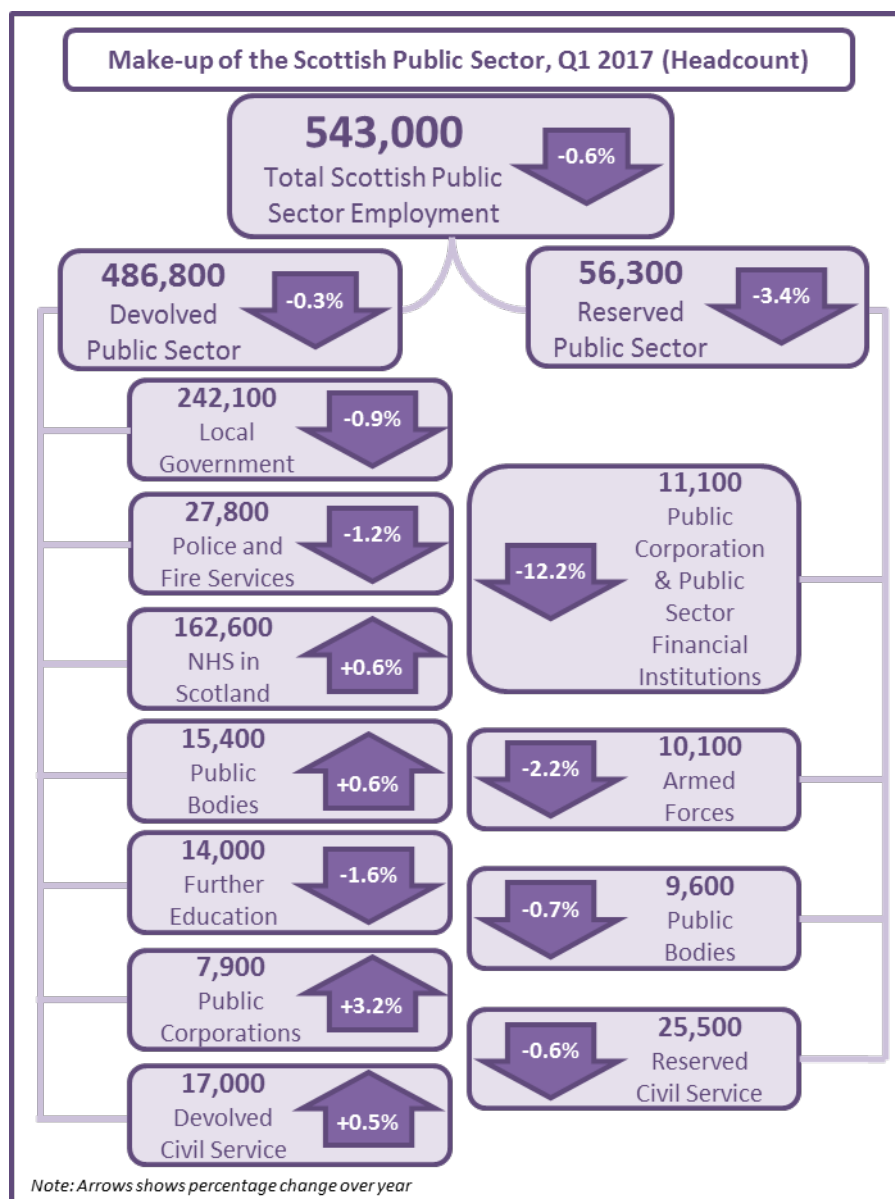 Make-up of the Scottish Public Sector, Q1 2017 (Headcount)
543,000
Total Scottish Public
Sector Employment
-0.6%
486,800
Devolved
Public Sector
-0.3%
56,300
Reserved
Public Sector
-3.4%
242,100
Local
Government
-0.9%
27,800
Police and
Fire Services
-1.2%
162,600
NHS in
Scotland
+0.6%
15,400
Public
Bodies
+0.6%
14,000
Further
Education
-1.6%
7,900
Public
Corporations
+3.2%
17,000
Devolved
Civil Service
+0.5%
-12.2%
11,100
Public
Corporation
& Public
Sector
Financial
Institutions
-2.2%
10,100
Armed
Forces
-0.7%
9,600
Public
Bodies
-0.6%
25,500
Reserved
Civil Service
Note: Arrows shows percentage change over year